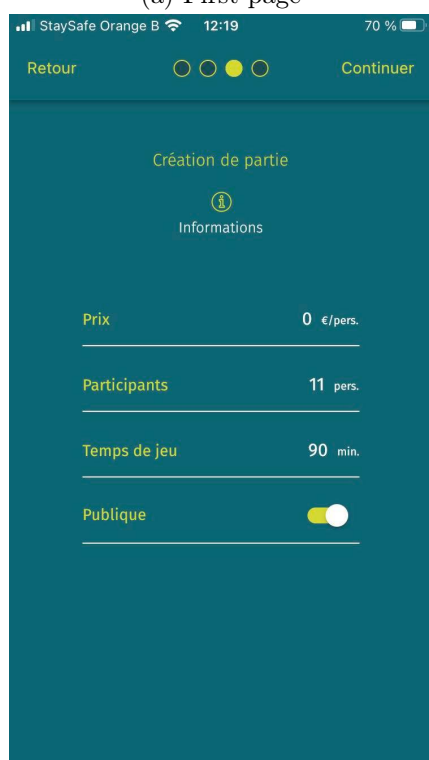 (a) First page
StaySafe Orange B 12:19 70 %
Retour Continuer
Création de partie
Informations
Prix 0 €/pers.
Participants 11 pers.
Temps de jeu 90 min.
Publique